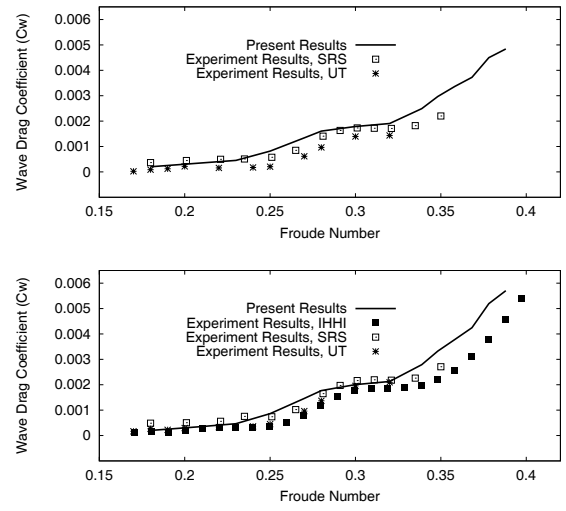 0.006
0.005
0.004
0.003
0.002
0.001
0
Wave Drag Coefficient (Cw)
Present Results
Experiment Results, SRS
Experiment Results, UT
0.15 0.2 0.25 0.3 0.35 0.4
Froude Number
0.006
0.005
0.004
0.003
0.002
0.001
0
Wave Drag Coefficient (Cw)
Present Results
Experiment Results, IHHI
Experiment Results, SRS
Experiment Results, UT
0.15 0.2 0.25 0.3 0.35 0.4
Froude Number